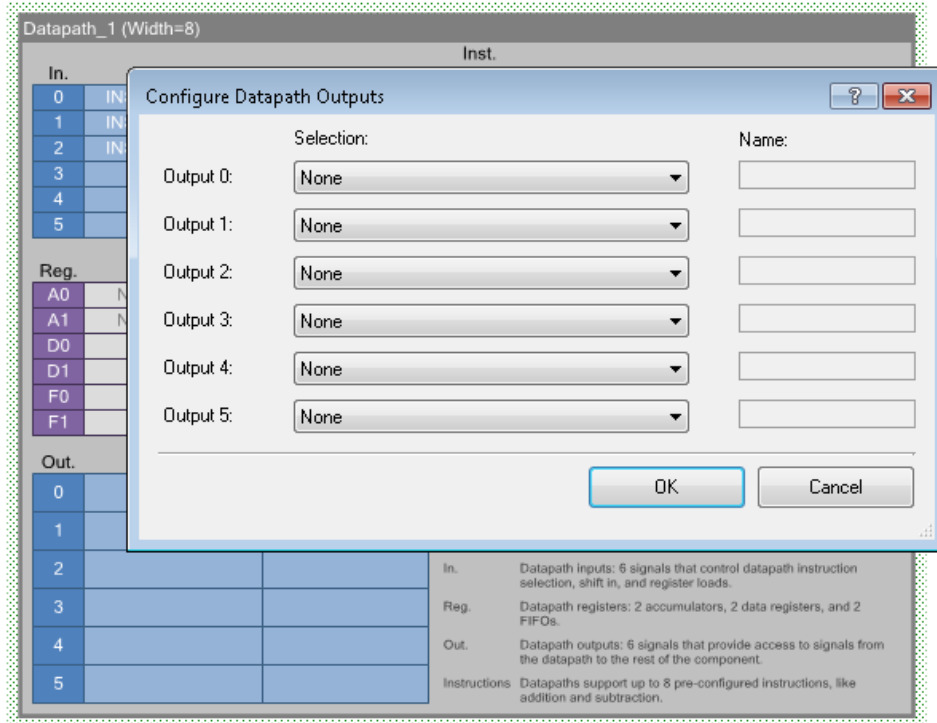 Datapath_1 (Width=8)
Inst.
In.
0 IN
1 IN
2 IN
3
4
5
Configure Datapath Outputs
Selection: Name:
Output 0: None
Output 1: None
Output 2: None
Output 3: None
Output 4: None
Output 5: None
OK Cancel
Reg.
A0 N
A1 N
D0
D1
F0
F1
Out.
0
1
2
3
4
5
In. Datapath inputs: 6 signals that control datapath instruction
selection, shift in, and register loads.
Reg. Datapath registers: 2 accumulators, 2 data registers, and 2
FIFOs.
Out. Datapath outputs: 6 signals that provide access to signals from
the datapath to the rest of the component.
Instructions Datapaths support up to 8 pre-configured instructions, like
addition and subtraction.